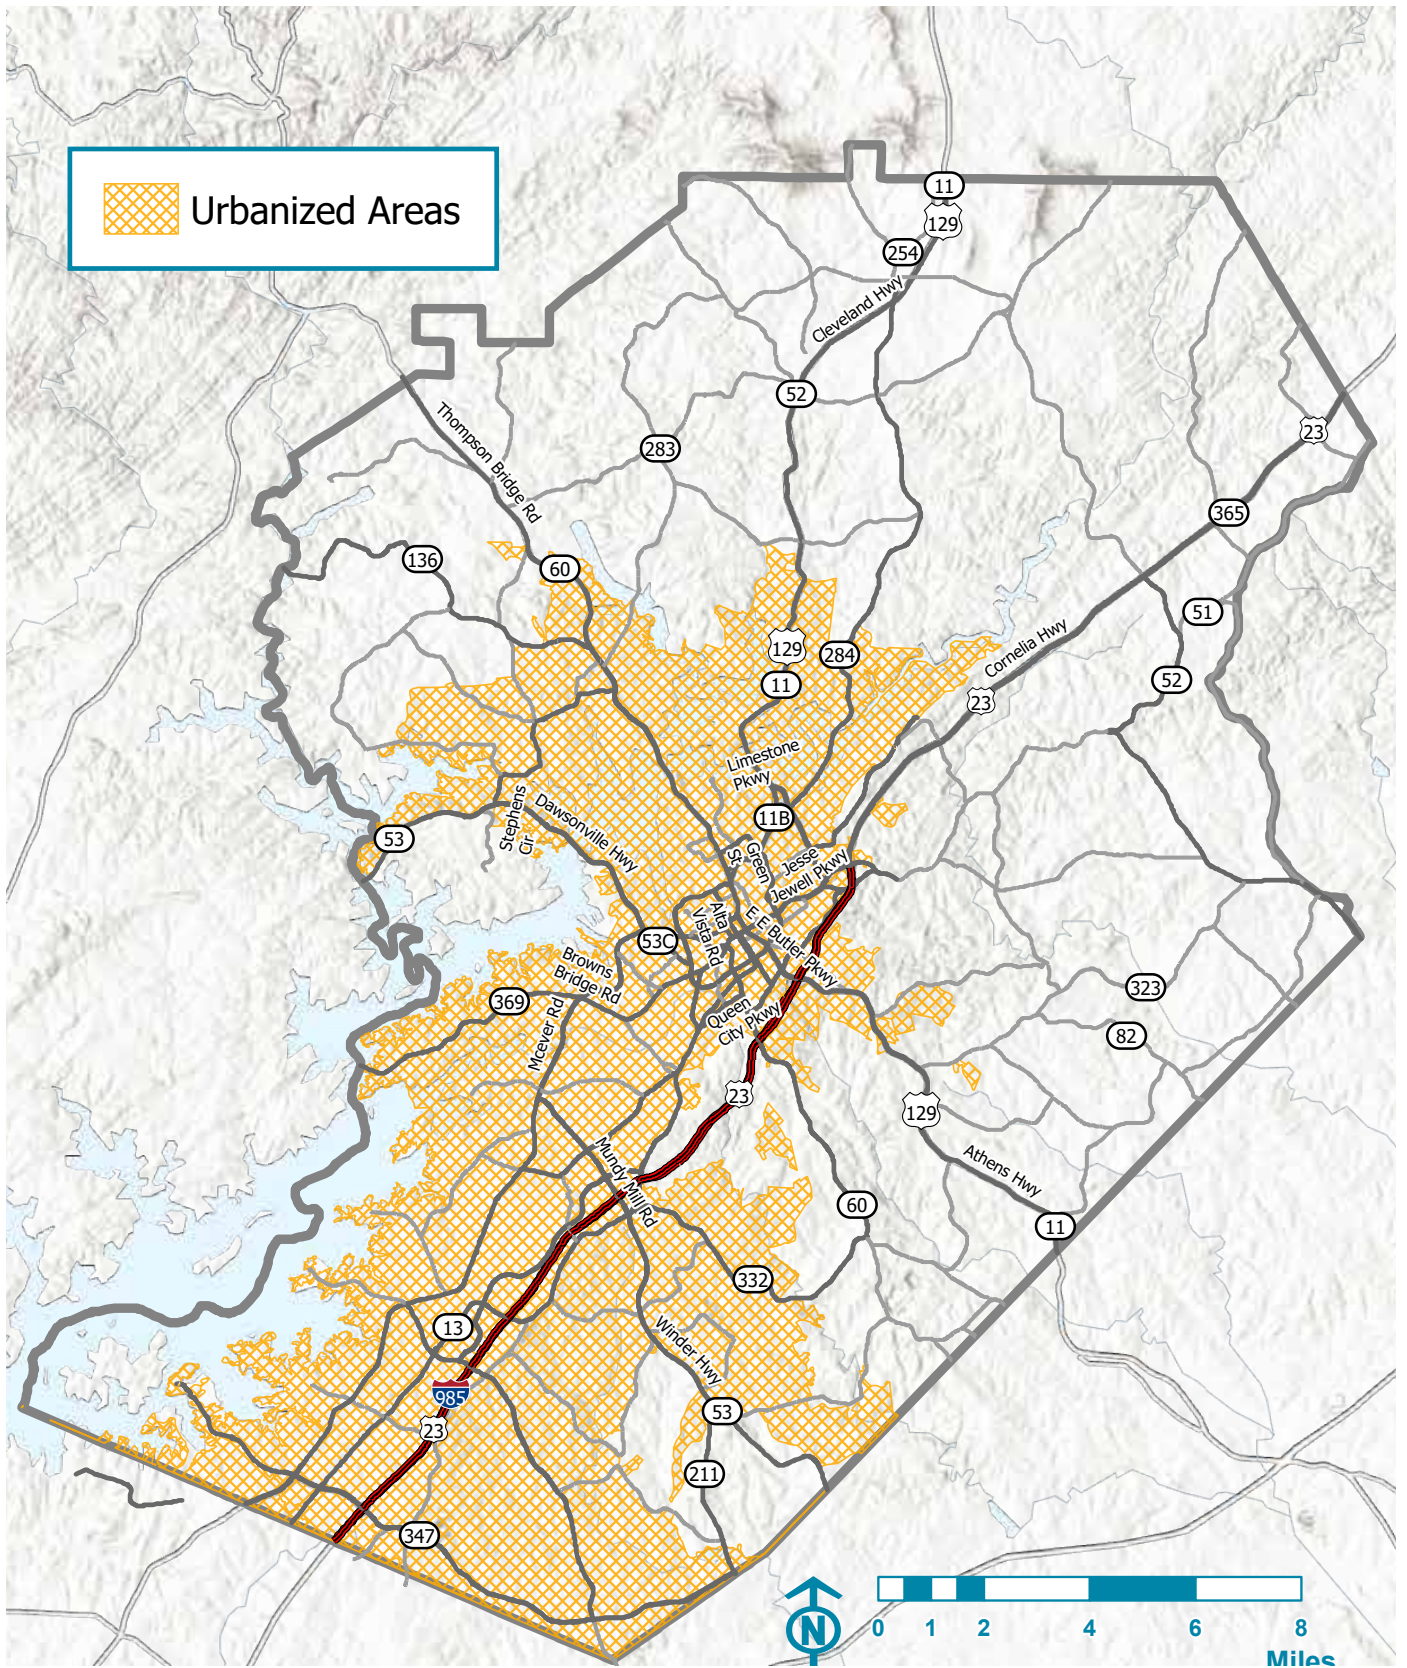 Urbanized Areas
11
129
254
Cleveland Hwy
52
23
Thompson Bridge Rd
283
365
136
60
51
129
284
Cornelia Hwy
11
23
52
Limestone
Pkwy
11B
Stephens
Cir
Dawsonville Hwy
53
Green
St
Jesse
Jewell Pkwy
Alta
Vista Rd
E E Butler Pkwy
53C
Browns
Bridge Rd
369
323
Mcever Rd
Queen
City Pkwy
82
23
129
Mundy Mill Rd
Athens Hwy
60
11
332
13
Winder Hwy
985
53
23
211
347
N
0 1 2 4 6 8
Miles